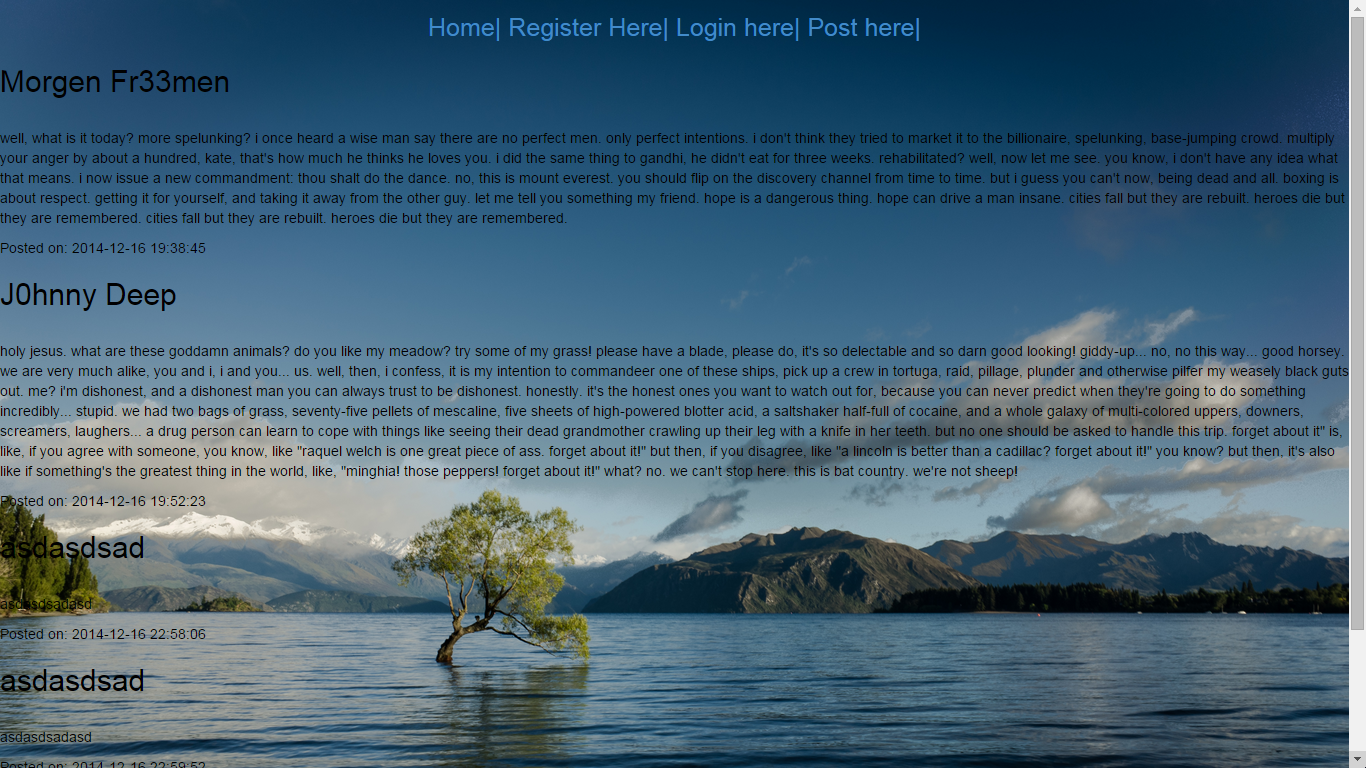 Home| Register Here| Login here| Post here|
Morgen Fr33men
well, what is it today? more spelunking? i once heard a wise man say there are no perfect men. only perfect intentions. i don't think they tried to market it to the billionaire, spelunking, base-jumping crowd. multiply
your anger by about a hundred, kate, that's how much he thinks he loves you. i did the same thing to gandhi, he didn't eat for three weeks. rehabilitated? well, now let me see. you know, i don't have any idea what
that means. i now issue a new commandment: thou shalt do the dance. no, this is mount everest. you should flip on the discovery channel from time to time. but i guess you can't now, being dead and all. boxing is
about respect. getting it for yourself, and taking it away from the other guy. let me tell you something my friend. hope is a dangerous thing. hope can drive a man insane. cities fall but they are rebuilt. heroes die but
they are remembered. cities fall but they are rebuilt. heroes die but they are remembered.
Posted on: 2014-12-16 19:38:45
J0hnny Deep
holy jesus. what are these goddamn animals? do you like my meadow? try some of my grass! please have a blade, please do, it's so delectable and so darn good looking! giddy-up... no, no this way... good horsey.
we are very much alike, you and i, i and you... us. well, then, i confess, it is my intention to commandeer one of these ships, pick up a crew in tortuga, raid, pillage, plunder and otherwise pilfer my weasely black guts
out. me? i'm dishonest, and a dishonest man you can always trust to be dishonest. honestly. it's the honest ones you want to watch out for, because you can never predict when they're going to do something
incredibly... stupid. we had two bags of grass, seventy-five pellets of mescaline, five sheets of high-powered blotter acid, a saltshaker half-full of cocaine, and a whole galaxy of multi-colored uppers, downers,
screamers, laughers... a drug person can learn to cope with things like seeing their dead grandmother crawling up their leg with a knife in her teeth. but no one should be asked to handle this trip. forget about it" is,
like, if you agree with someone, you know, like "raquel welch is one great piece of ass. forget about it!" but then, if you disagree, like "a lincoln is better than a cadillac? forget about it!" you know? but then, it's also
like if something's the greatest thing in the world, like, "minghia! those peppers! forget about it!" what? no. we can't stop here. this is bat country. we're not sheep!
Posted on: 2014-12-16 19:52:23
asdasdsad
asdasdsadasd
Posted on: 2014-12-16 22:58:06
asdasdsad
asdasdsadasd
Posted on: 2014-12-16 22:59:52